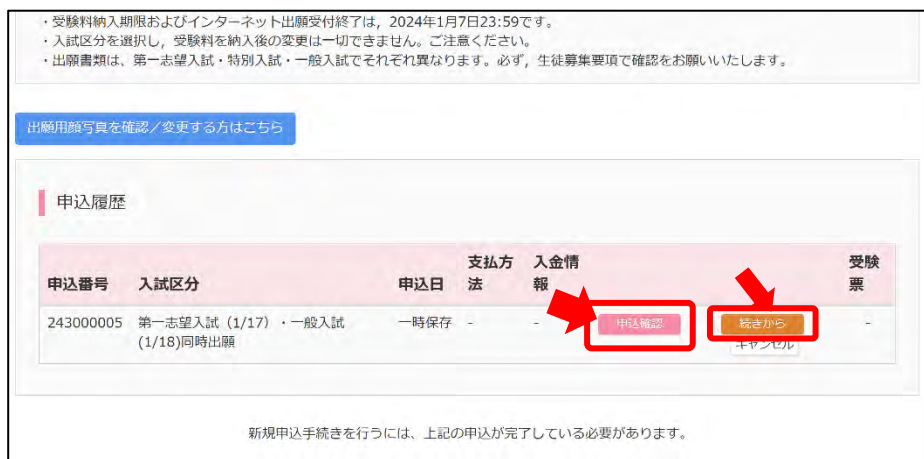 ・受験料納入期限およびインターネット出願受付終了は，2024年1月7日23:59です。
・入試区分を選択し，受験料を納入後の変更は一切できません。ご注意ください。
・出願書類は、第一志望入試・特別入試・一般入試でそれぞれ異なります。必ず，生徒募集要項で確認をお願いいたします。
出願用顔写真を確認／変更する方はこちら
申込履歴
申込番号 入試区分 申込日 支払方法 入金情報 受験票
243000005 第一志望入試 (1/17) ・一般入試 一時保存 - - 申込確認 続きから -
(1/18)同時出願 キャンセル
新規申込手続きを行うには、上記の申込が完了している必要があります。